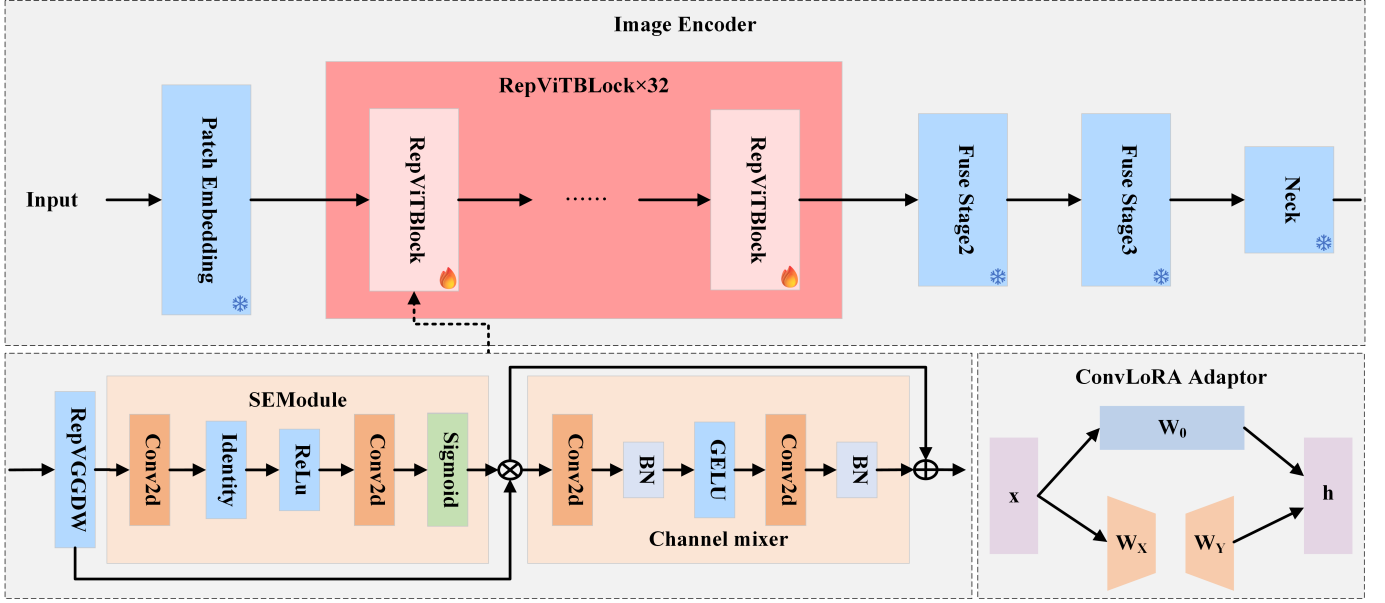 Image Encoder
RepViTBLock×32
Input
Patch Embedding
RepViTBlock
......
RepViTBlock
Fuse Stage2
Fuse Stage3
Neck
SEModule
RepVGGDW
Conv2d
Identity
ReLu
Conv2d
Sigmoid
Conv2d
BN
GELU
Conv2d
BN
Channel mixer
ConvLoRA Adaptor
x
W0
WX
WY
h